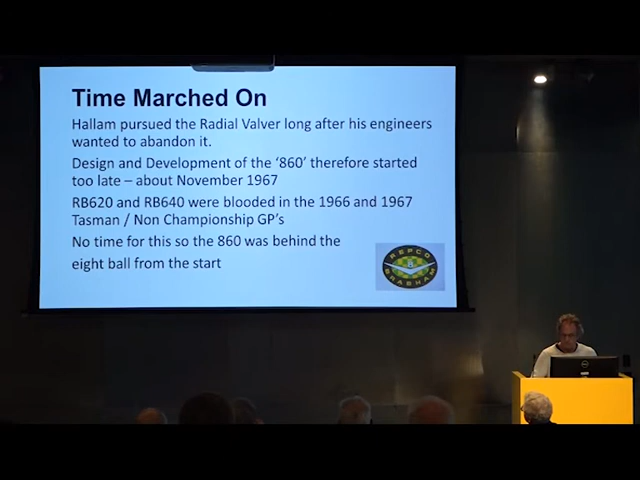 Time Marched On
Hallam pursued the Radial Valver long after his engineers
wanted to abandon it.
Design and Development of the ‘860’ therefore started
too late – about November 1967
RB620 and RB640 were blooded in the 1966 and 1967
Tasman / Non Championship GP’s
No time for this so the 860 was behind the
eight ball from the start
REPCO
BRABHAM
DELL